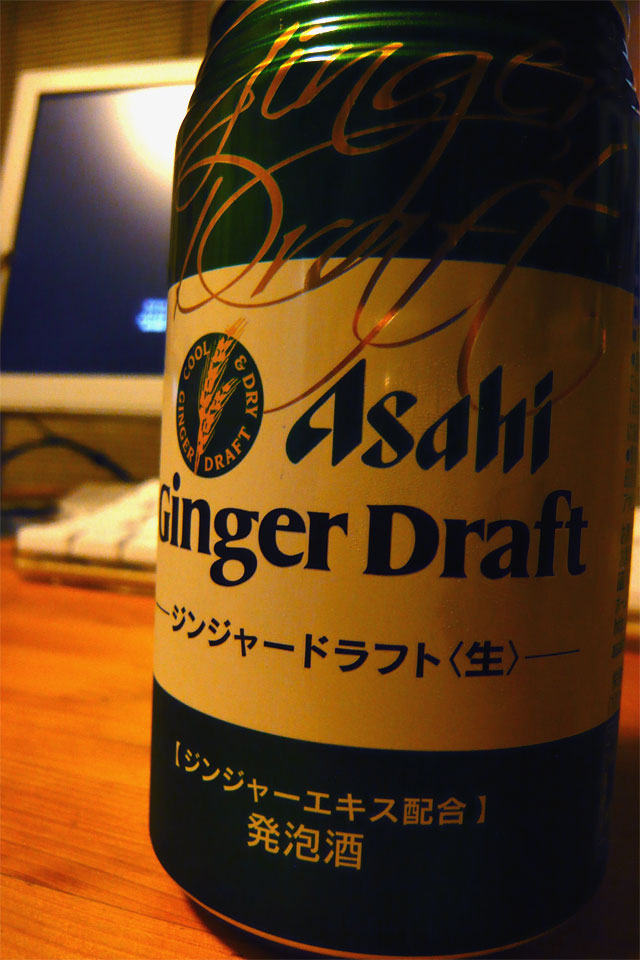 Ginger
Draft
COOL & DRY
GINGER DRAFT
Asahi
Ginger Draft
ジンジャードラフト〈生〉
【ジンジャーエキス配合】
発泡酒